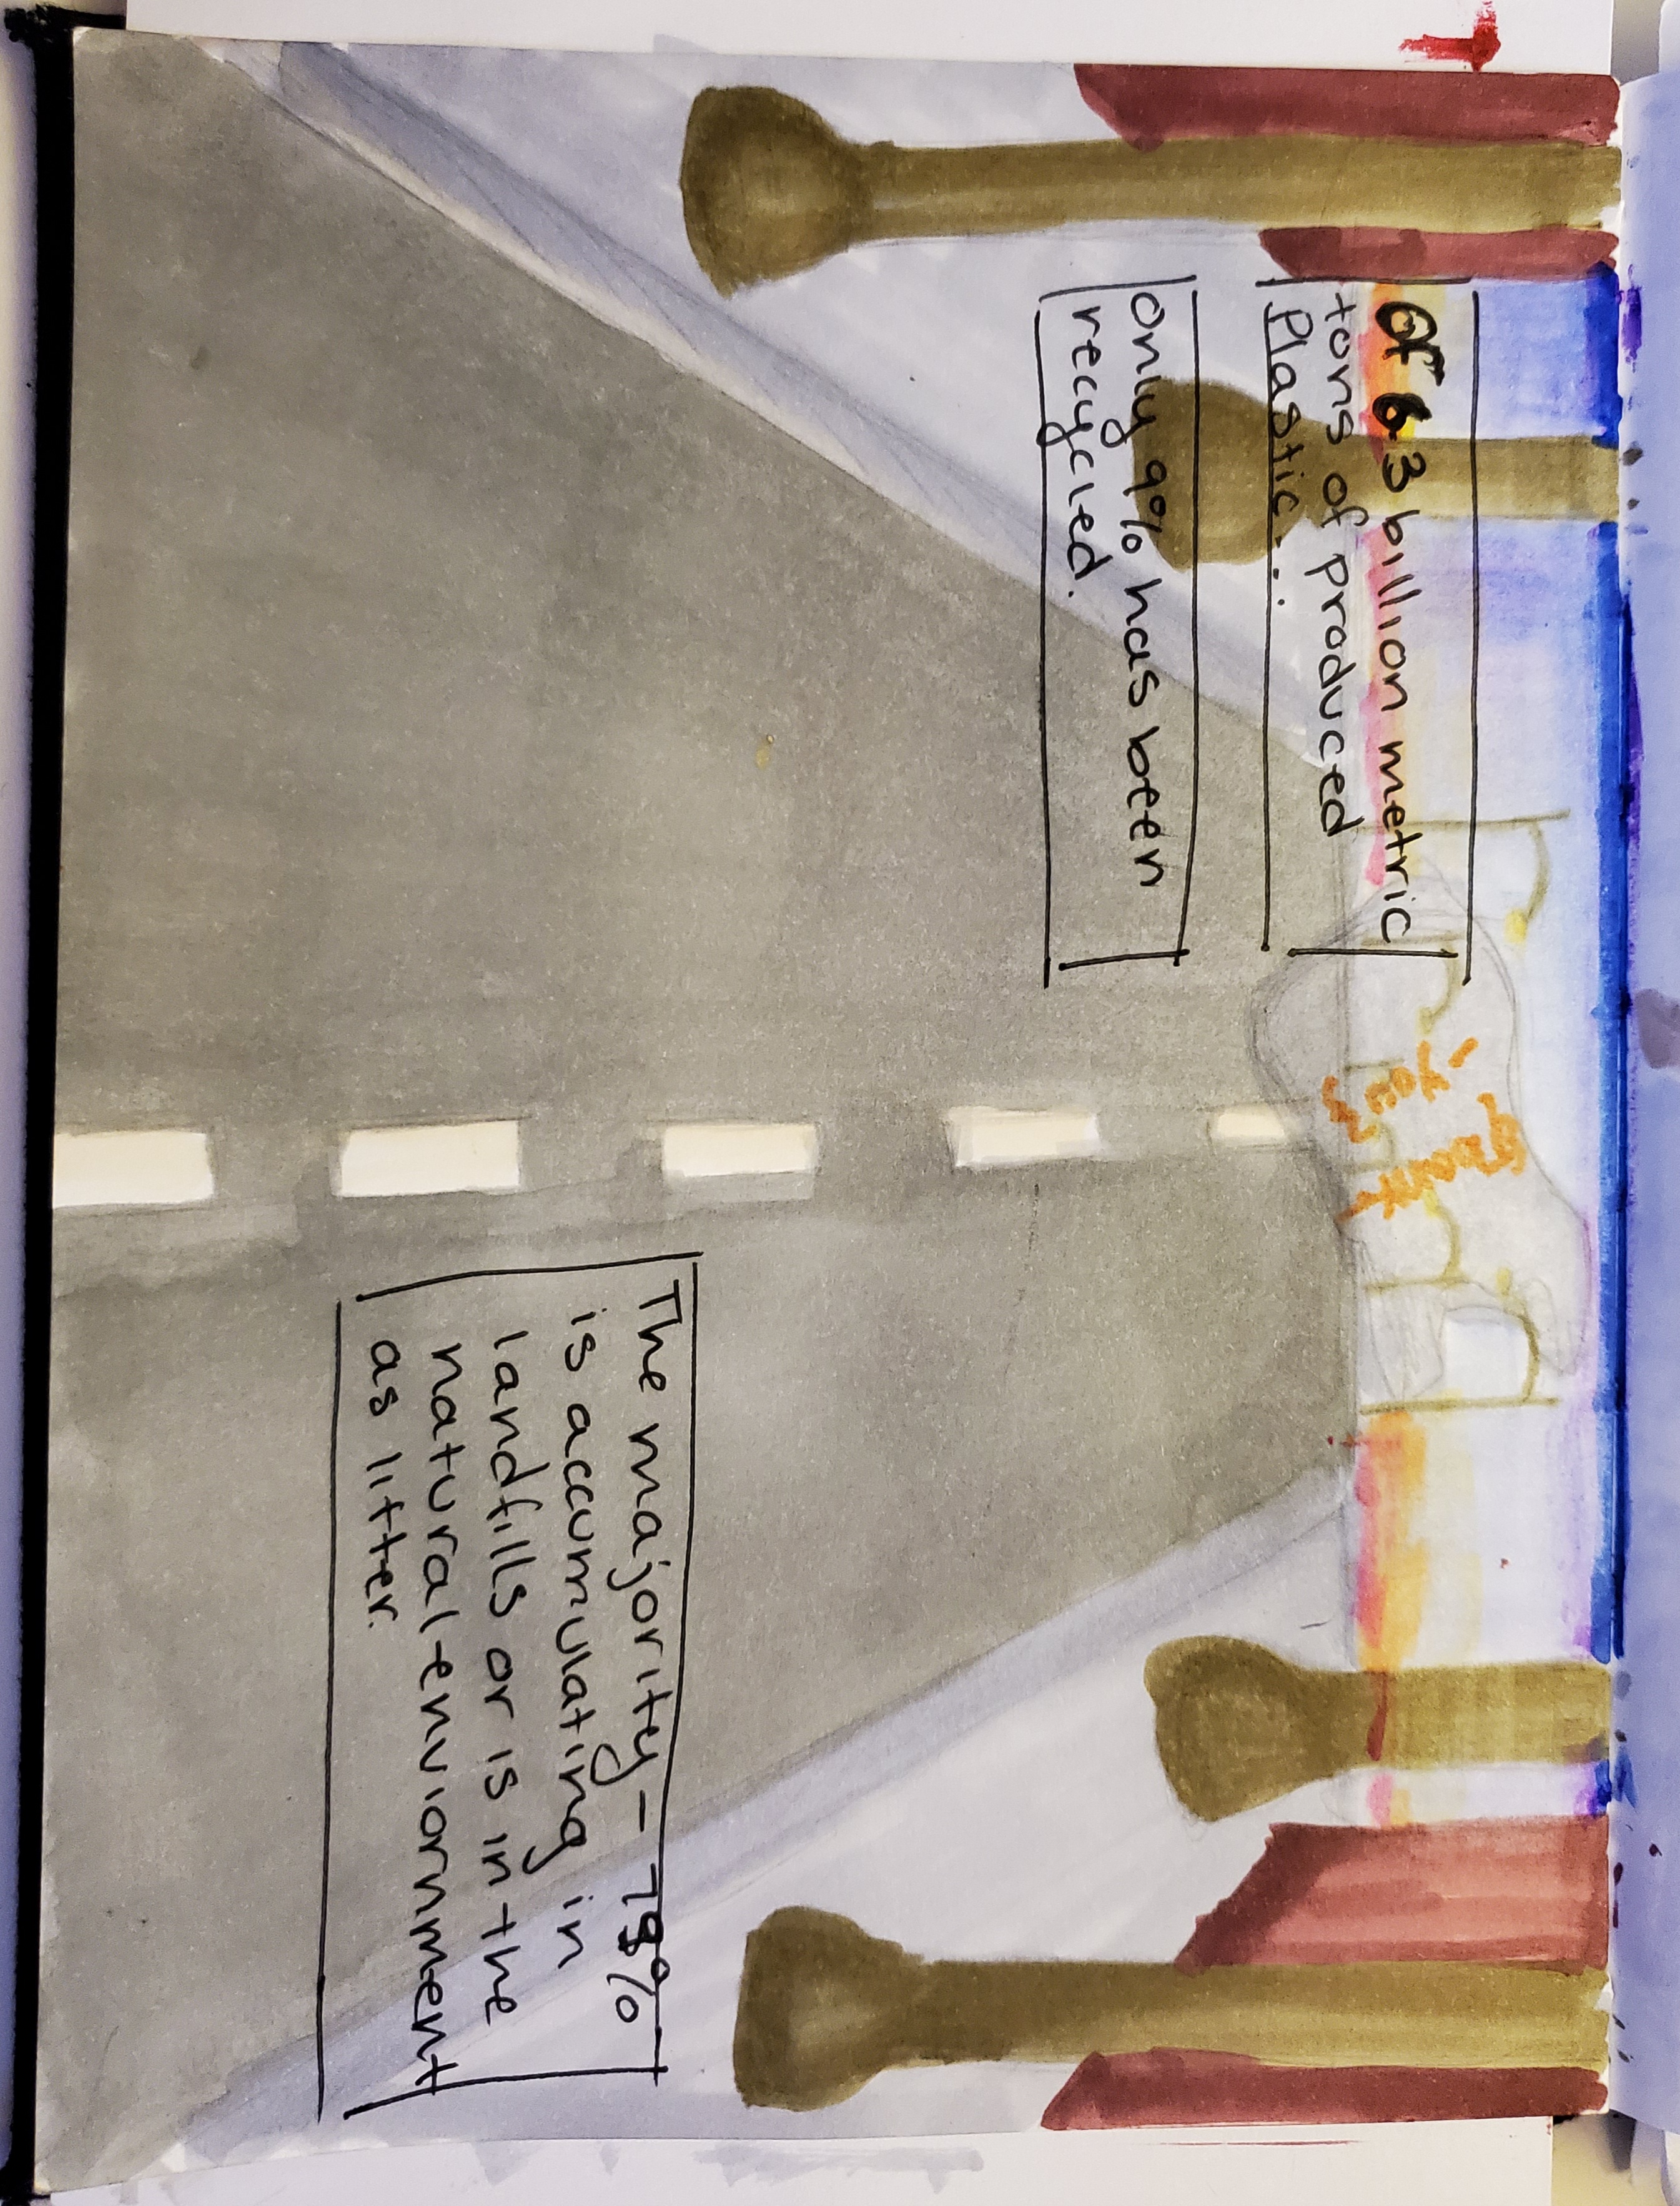 Of 6.3 billion metric
tons of produced
Plastic...
only 9% has been
recycled.
The majority - 79%
is accumulating in
landfills or is in the
natural enviornment
as litter.
Thank
-you